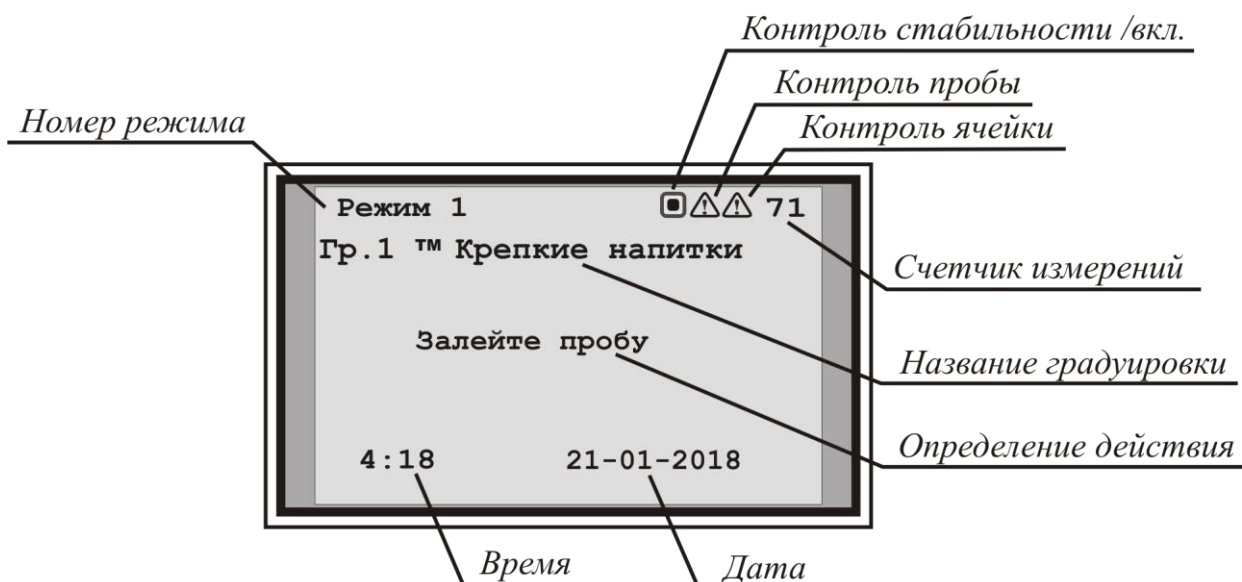 Контроль стабильности /вкл.
Контроль пробы
Номер режима
Контроль ячейки
Режим 1 71
Гр.1 ™ Крепкие напитки
Счетчик измерений
Залейте пробу
Название градуировки
Определение действия
4:18 21-01-2018
Время
Дата